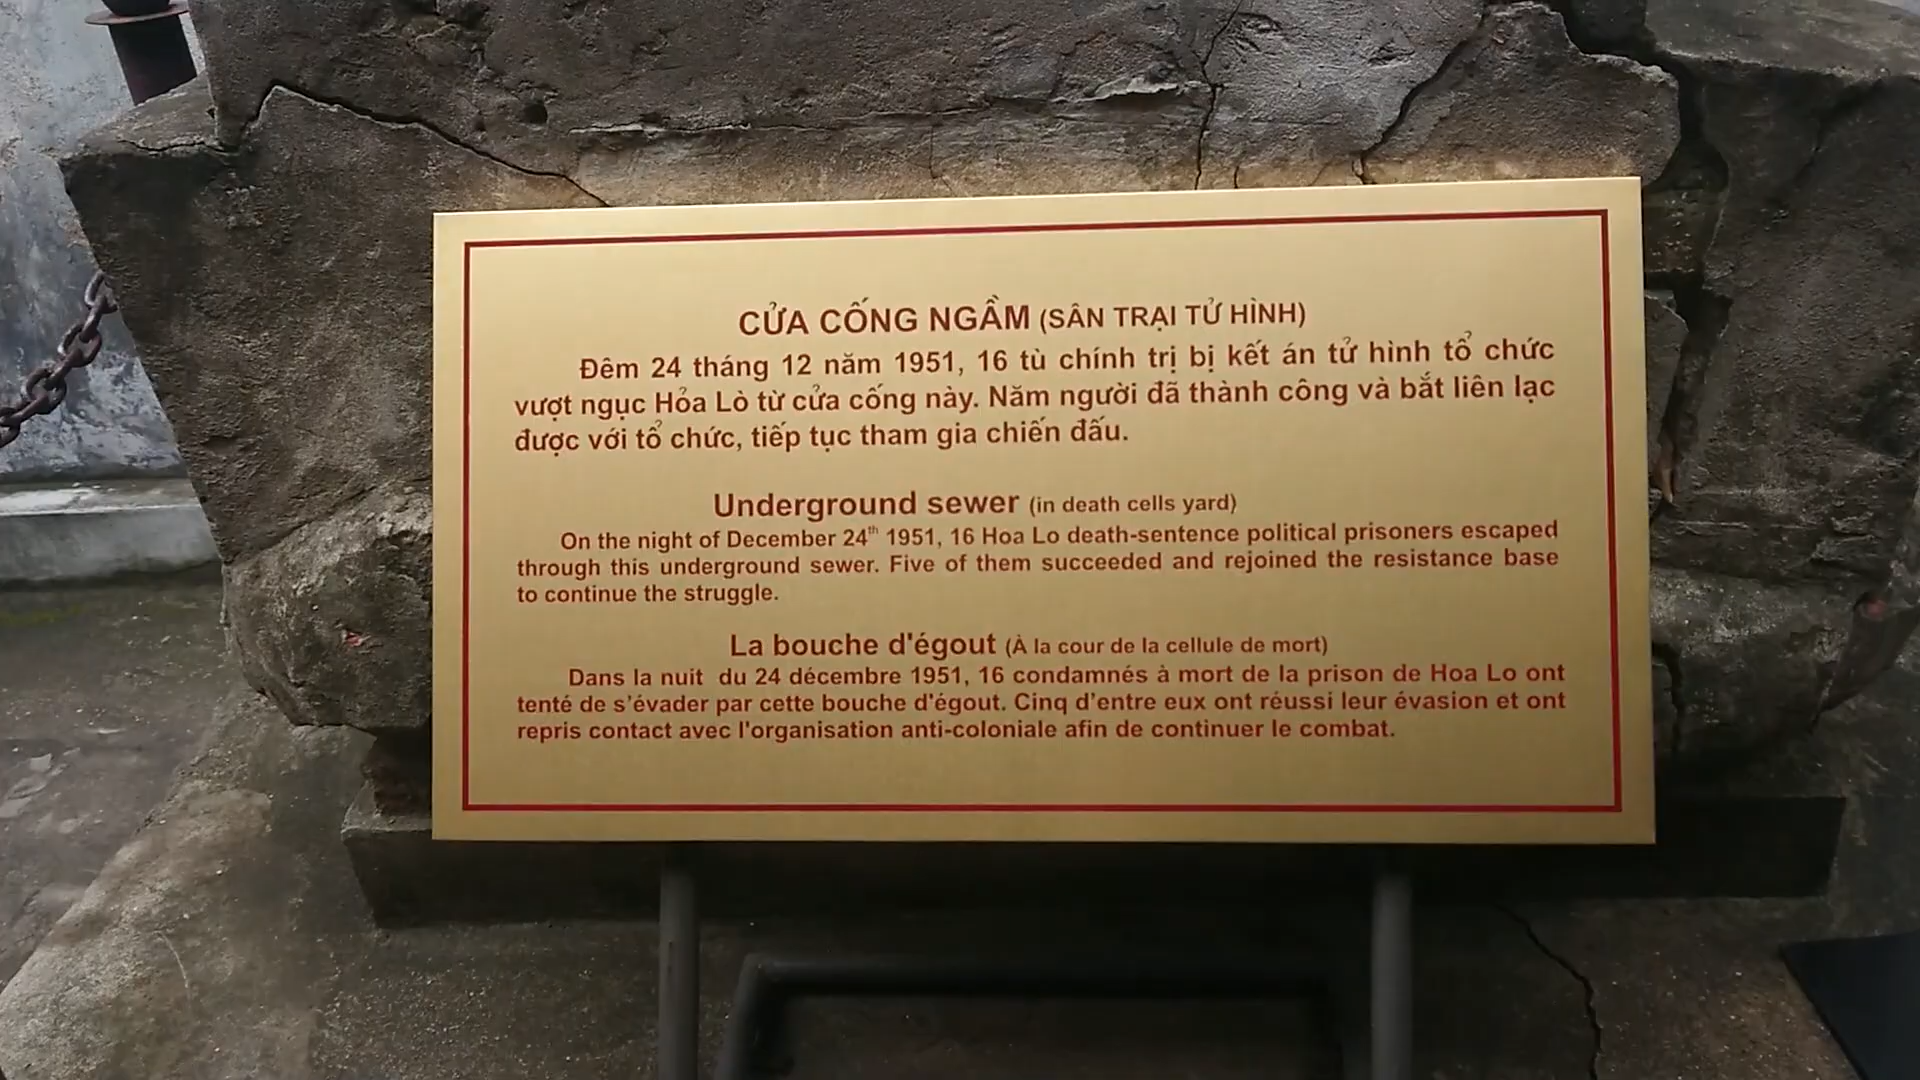 CỬA CỐNG NGẦM (SÂN TRẠI TỬ HÌNH)
Đêm 24 tháng 12 năm 1951, 16 tù chính trị bị kết án tử hình tổ chức
vượt ngục Hỏa Lò từ cửa cống này. Năm người đã thành công và bắt liên lạc
được với tổ chức, tiếp tục tham gia chiến đấu.
Underground sewer (in death cells yard)
On the night of December 24th 1951, 16 Hoa Lo death-sentence political prisoners escaped
through this underground sewer. Five of them succeeded and rejoined the resistance base
to continue the struggle.
La bouche d'égout (À la cour de la cellule de mort)
Dans la nuit du 24 décembre 1951, 16 condamnés à mort de la prison de Hoa Lo ont
tenté de s'évader par cette bouche d'égout. Cinq d'entre eux ont réussi leur évasion et ont
repris contact avec l'organisation anti-coloniale afin de continuer le combat.